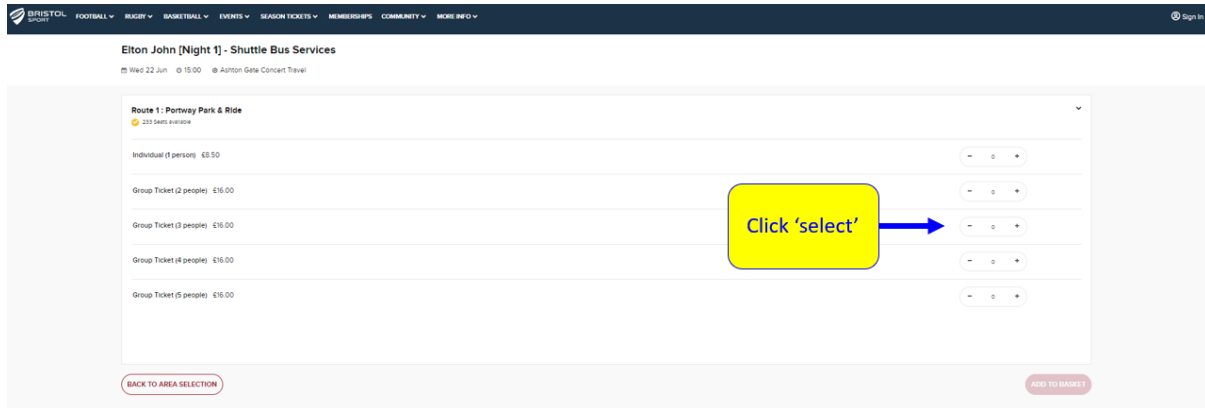 BRISTOL SPORT FOOTBALL RUGBY BASKETBALL EVENTS SEASON TICKETS MEMBERSHIPS COMMUNITY MORE INFO Sign In
Elton John [Night 1] - Shuttle Bus Services
Wed 22 Jun 15:00 Ashton Gate Concert Travel
Route 1 : Portway Park & Ride
233 Seats available
Individual (1 person) £8.50 - 0 +
Group Ticket (2 people) £16.00 - 0 +
Group Ticket (3 people) £16.00 - 0 +
Click ‘select’
Group Ticket (4 people) £16.00 - 0 +
Group Ticket (5 people) £16.00 - 0 +
BACK TO AREA SELECTION ADD TO BASKET